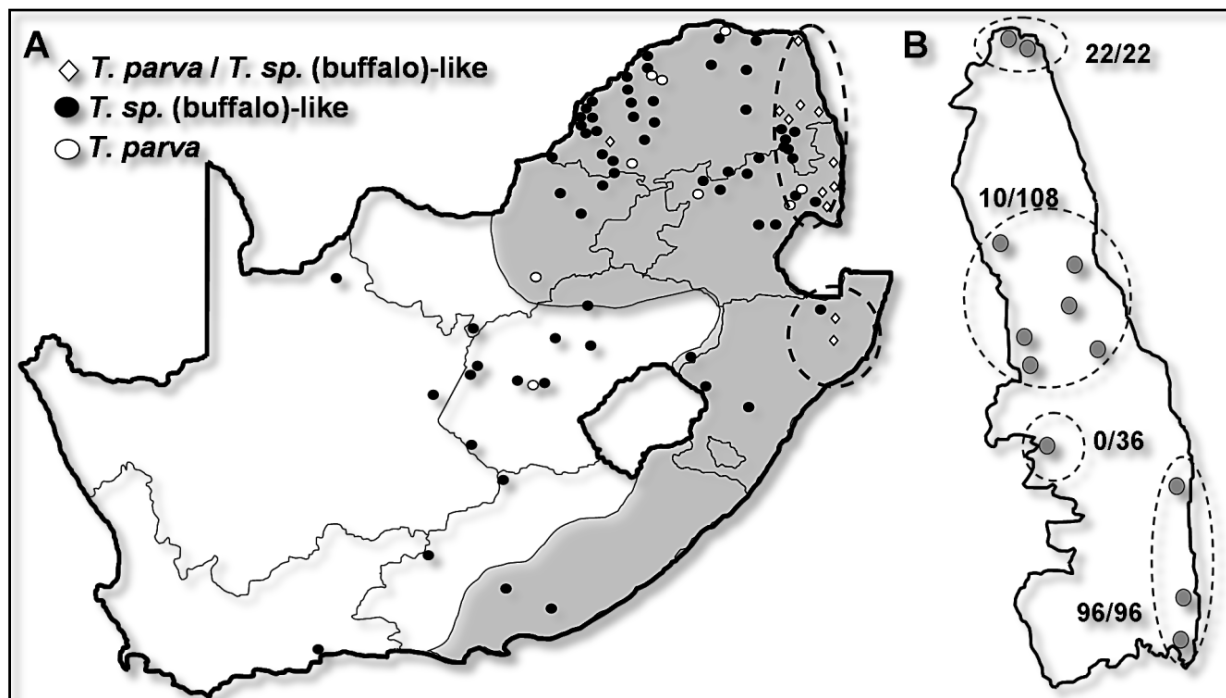 A
T. parva / T. sp. (buffalo)-like
T. sp. (buffalo)-like
T. parva
B
22/22
10/108
0/36
96/96